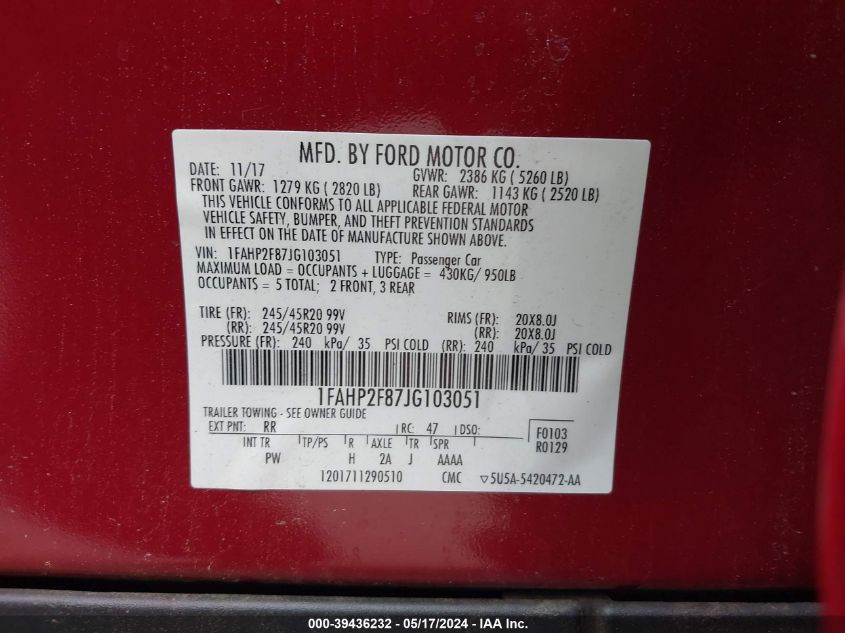 MFD. BY FORD MOTOR CO.
DATE: 11/17 GVWR: 2386 KG ( 5260 LB)
FRONT GAWR: 1279 KG ( 2820 LB) REAR GAWR: 1143 KG ( 2520 LB)
THIS VEHICLE CONFORMS TO ALL APPLICABLE FEDERAL MOTOR
VEHICLE SAFETY, BUMPER, AND THEFT PREVENTION STANDARDS
IN EFFECT ON THE DATE OF MANUFACTURE SHOWN ABOVE.
VIN: 1FAHP2F87JG103051 TYPE: Passenger Car
MAXIMUM LOAD = OCCUPANTS + LUGGAGE = 430KG/ 950LB
OCCUPANTS = 5 TOTAL; 2 FRONT, 3 REAR
TIRE (FR): 245/45R20 99V RIMS (FR): 20X8.0J
(RR): 245/45R20 99V (RR): 20X8.0J
PRESSURE (FR): 240 kPa/ 35 PSI COLD (RR): 240 kPa/ 35 PSI COLD
1FAHP2F87JG103051
TRAILER TOWING - SEE OWNER GUIDE
EXT PNT: RR RC: 47 DSO: F0103
INT TR TP/PS R AXLE TR SPR R0129
PW H 2A J AAAA
1201711290510 CMC ▽5U5A-5420472-AA
000-39436232 - 05/17/2024 - IAA Inc.